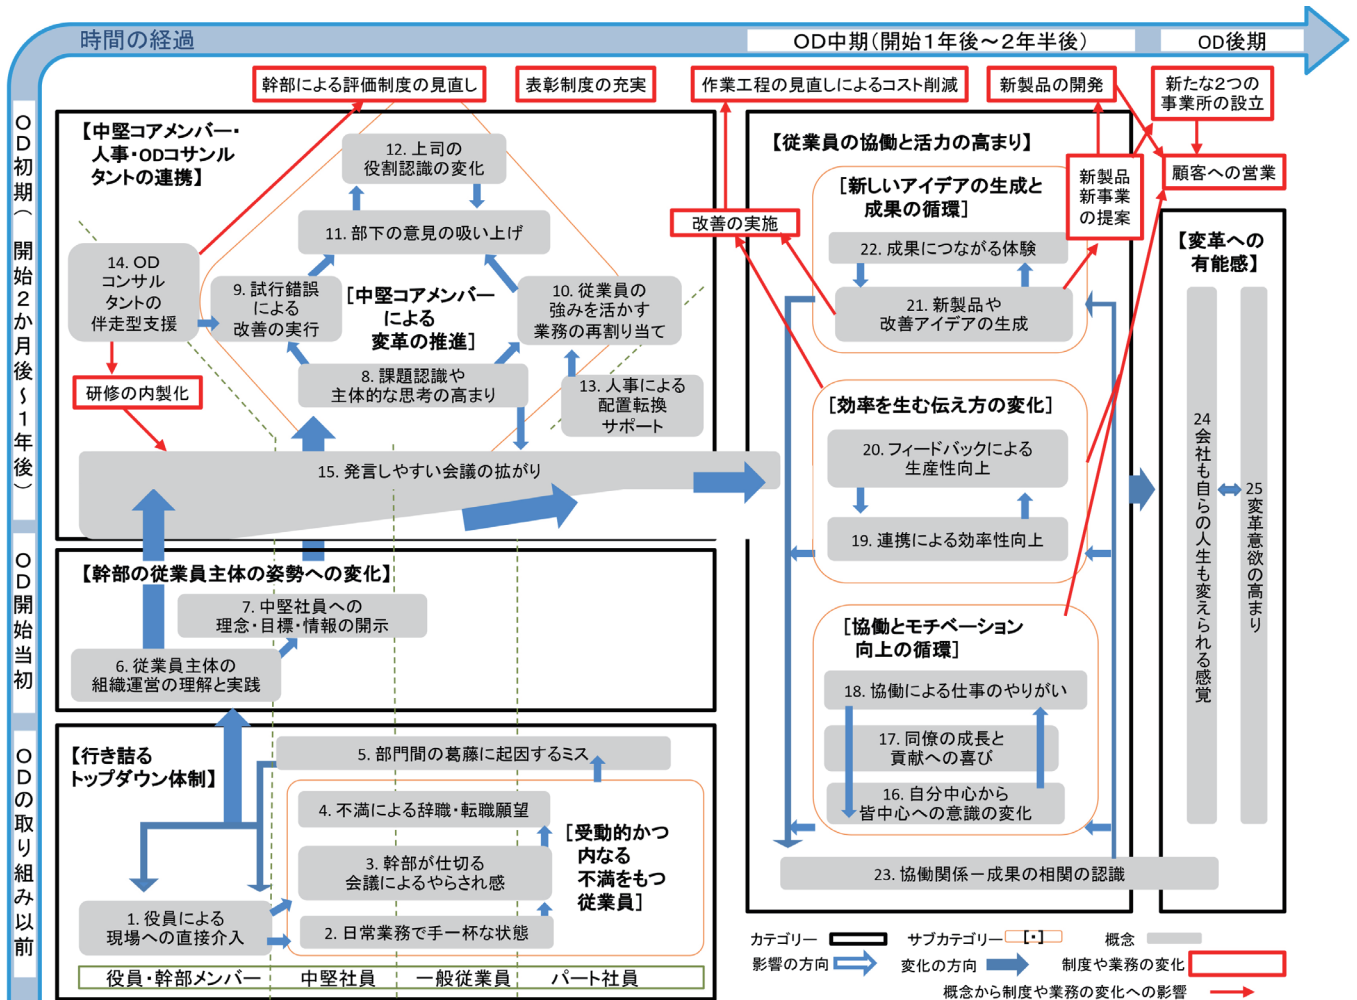 時間の経過
OD中期(開始1年後～2年半後)
OD後期
OD初期(開始2か月後～1年後)
OD開始当初
ODの取り組み以前
幹部による評価制度の見直し
表彰制度の充実
作業工程の見直しによるコスト削減
新製品の開発
新たな2つの
事業所の設立
【中堅コアメンバー・
人事・ODコサンル
タントの連携】
12. 上司の
役割認識の変化
11. 部下の意見の吸い上げ
14. OD
コンサル
タントの
伴走型支援
9. 試行錯誤
による
改善の実行
[中堅コアメンバー
による
変革の推進]
10. 従業員の
強みを活かす
業務の再割り当て
8. 課題認識や
主体的な思考の高まり
13. 人事による
配置転換
サポート
研修の内製化
15. 発言しやすい会議の拡がり
【幹部の従業員主体の姿勢への変化】
7. 中堅社員への
理念・目標・情報の開示
6. 従業員主体の
組織運営の理解と実践
【行き詰る
トップダウン体制】
5. 部門間の葛藤に起因するミス
4. 不満による辞職・転職願望
3. 幹部が仕切る
会議によるやらされ感
2. 日常業務で手一杯な状態
1. 役員による
現場への直接介入
[受動的かつ
内なる
不満をもつ
従業員]
役員・幹部メンバー
中堅社員
一般従業員
パート社員
【従業員の協働と活力の高まり】
[新しいアイデアの生成と
成果の循環]
新製品
新事業
の提案
顧客への営業
改善の実施
22. 成果につながる体験
21. 新製品や
改善アイデアの生成
[効率を生む伝え方の変化]
20. フィードバックによる
生産性向上
19. 連携による効率性向上
[協働とモチベーション
向上の循環]
18. 協働による仕事のやりがい
17. 同僚の成長と
貢献への喜び
16. 自分中心から
皆中心への意識の変化
23. 協働関係－成果の相関の認識
【変革への
有能感】
24会社も自らの人生も変えられる感覚
25変革意欲の高まり
カテゴリー
サブカテゴリー
[・]
概念
影響の方向
変化の方向
制度や業務の変化
概念から制度や業務の変化への影響